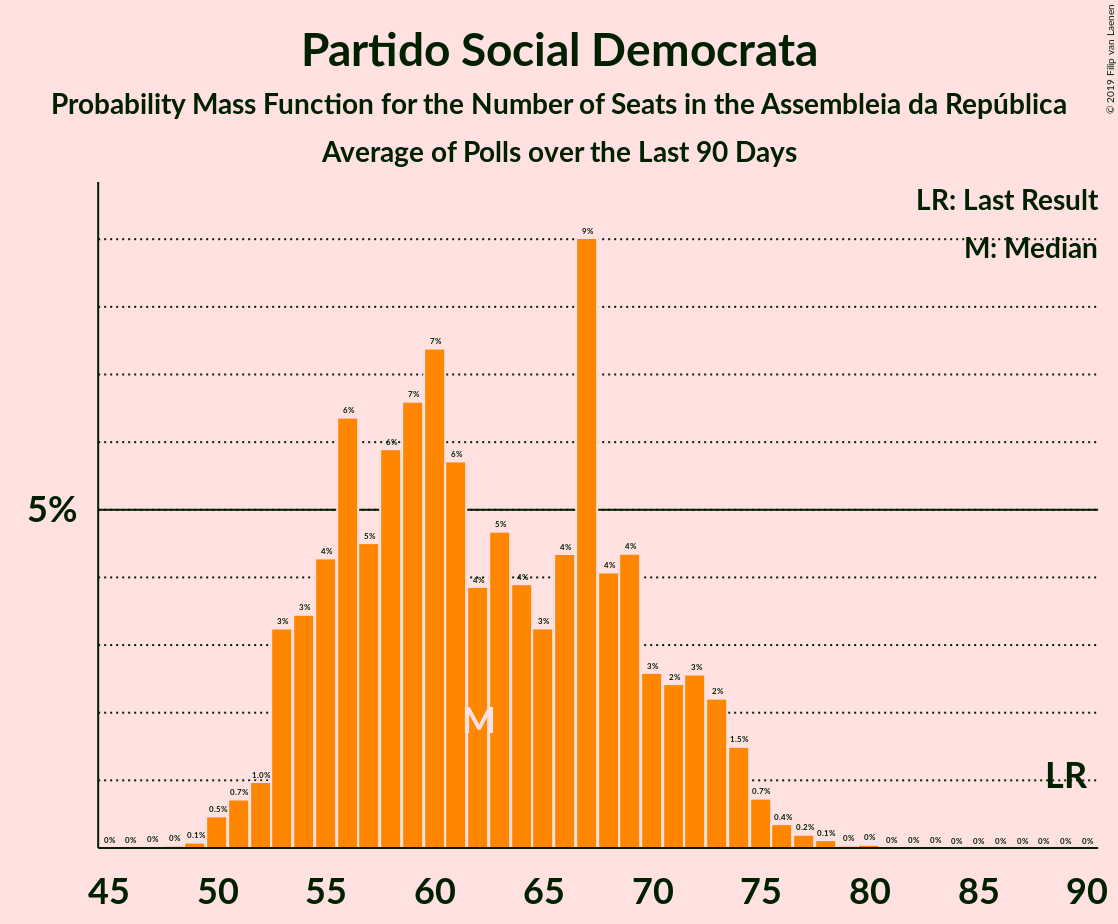 Partido Social Democrata
Probability Mass Function for the Number of Seats in the Assembleia da República
Average of Polls over the Last 90 Days
© 2019 Filip van Laenen
LR: Last Result
M: Median
5%
0% 0% 0% 0% 0.1% 0.5% 0.7% 1.0% 3% 3% 4% 6% 5% 6% 7% 7% 6% 4% 5% 4% 3% 4% 9% 4% 4% 3% 2% 3% 2% 1.5% 0.7% 0.4% 0.2% 0.1% 0% 0% 0% 0% 0% 0% 0% 0% 0% 0% 0% 0%
M
LR
45 50 55 60 65 70 75 80 85 90